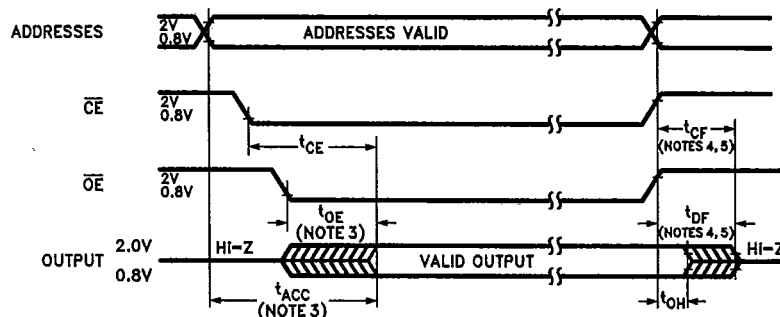 ADDRESSES
2V
0.8V
ADDRESSES VALID
CE
2V
0.8V
tCE
tCF
(NOTES 4, 5)
OE
2V
0.8V
tOE
(NOTE 3)
tDF
(NOTES 4, 5)
OUTPUT
2.0V
0.8V
Hi-Z
VALID OUTPUT
Hi-Z
tACC
(NOTE 3)
tOH